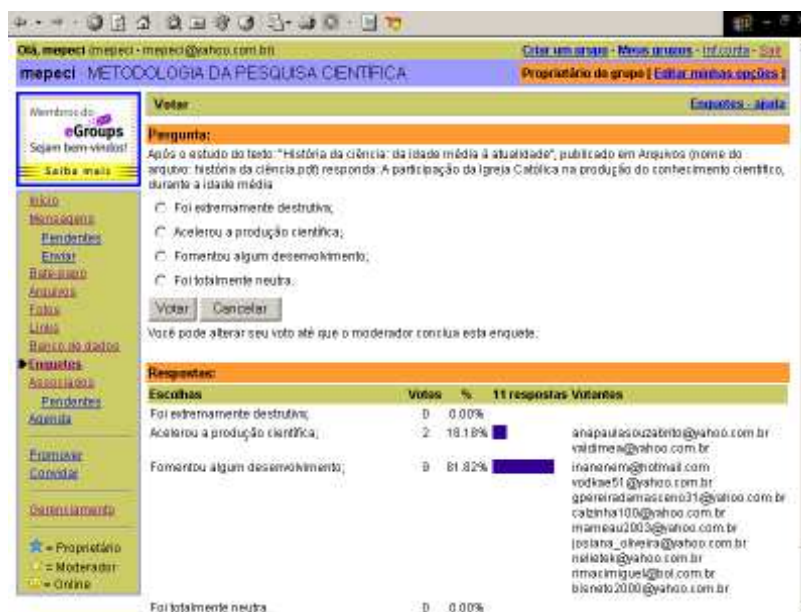 Olá, mepeci (mepeci - mepeci@yahoo.com.br)
Criar um grupo - Meus grupos - inf.conta - Sair
mepeci METODOLOGIA DA PESQUISA CIENTÍFICA
Proprietário do grupo [ Editar minhas opções ]
Membros do
eGroups
Sejam bem-vindos!
Saiba mais
Início
Mensagens
Pendentes
Enviar
Bate-papo
Arquivos
Fotos
Links
Banco de dados
Enquetes
Associados
Pendentes
Agenda
Promover
Convidar
Gerenciamento
= Proprietário
= Moderador
= Online
Votar
Enquetes - ajuda
Pergunta:
Após o estudo do texto: "História da ciência: da idade média à atualidade", publicado em Arquivos (nome do
arquivo: história da ciência.pdf) responda: A participação da Igreja Católica na produção do conhecimento científico,
durante a idade média
Foi extremamente destrutiva;
Acelerou a produção científica;
Fomentou algum desenvolvimento;
Foi totalmente neutra.
Votar Cancelar
Você pode alterar seu voto até que o moderador conclua esta enquete.
Respostas:
Escolhas Votos % 11 respostas Votantes
Foi extremamente destrutiva; 0 0.00%
Acelerou a produção científica; 2 18.18% anapaulasouzabrito@yahoo.com.br
valdimea@yahoo.com.br
Fomentou algum desenvolvimento; 9 81.82% inanenem@hotmail.com
vodkae51@yahoo.com.br
gpereiradamasceno31@yahoo.com.br
calzinha100@yahoo.com.br
mameau2003@yahoo.com.br
josiana_oliveira@yahoo.com.br
nelietek@yahoo.com.br
rimacimiguel@bol.com.br
bisneto2000@yahoo.com.br
Foi totalmente neutra. 0 0.00%